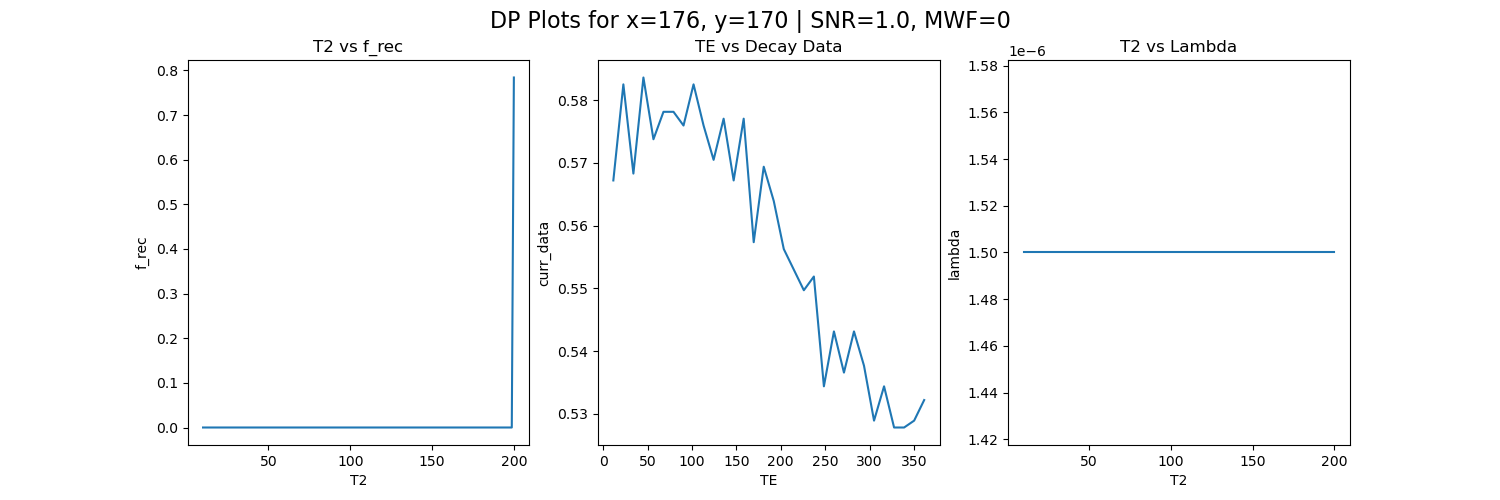 DP Plots for x=176, y=170 | SNR=1.0, MWF=0
T2 vs f_rec
0.8
0.7
0.6
0.5
0.4
0.3
0.2
0.1
0.0
f_rec
50 100 150 200
T2
TE vs Decay Data
0.58
0.57
0.56
0.55
0.54
0.53
curr_data
0 50 100 150 200 250 300 350
TE
T2 vs Lambda
1e−6
1.58
1.56
1.54
1.52
1.50
1.48
1.46
1.44
1.42
lambda
50 100 150 200
T2